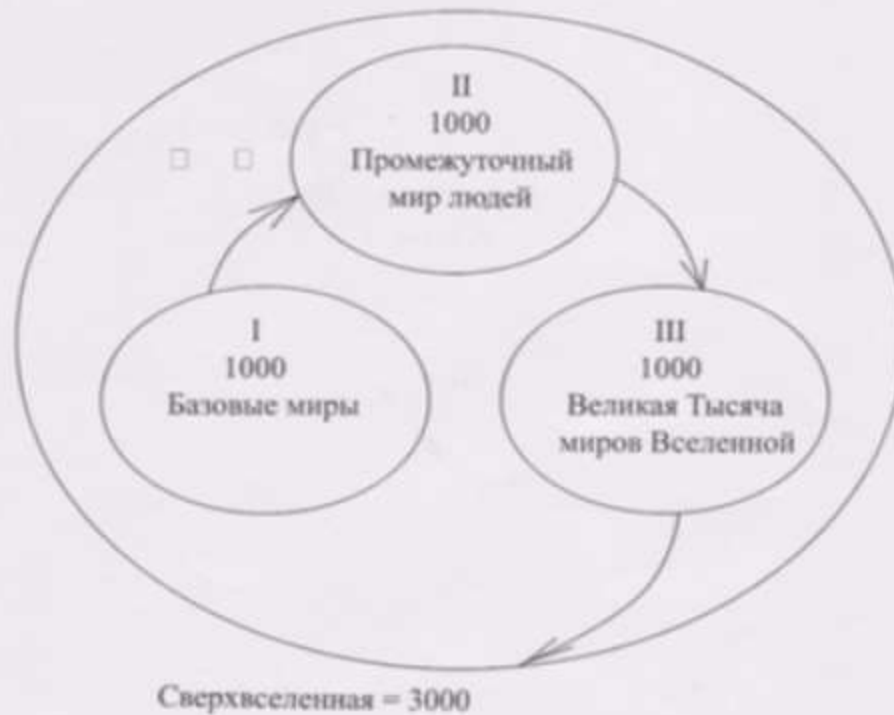 II
1000
Промежуточный
мир людей
I
1000
Базовые миры
III
1000
Великая Тысяча
миров Вселенной
Сверхвселенная = 3000